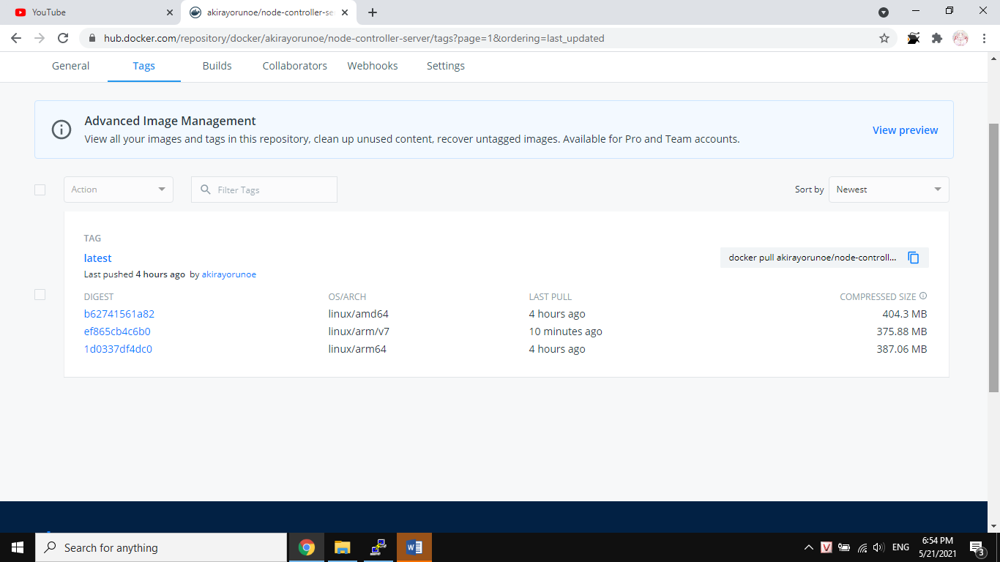 YouTube
akirayorunoe/node-controller-se
hub.docker.com/repository/docker/akirayorunoe/node-controller-server/tags?page=1&ordering=last_updated
General Tags Builds Collaborators Webhooks Settings
Advanced Image Management
View all your images and tags in this repository, clean up unused content, recover untagged images. Available for Pro and Team accounts.
View preview
Action Filter Tags Sort by Newest
TAG
latest
docker pull akirayorunoe/node-controll...
Last pushed 4 hours ago by akirayorunoe
DIGEST OS/ARCH LAST PULL COMPRESSED SIZE
b62741561a82 linux/amd64 4 hours ago 404.3 MB
ef865cb4c6b0 linux/arm/v7 10 minutes ago 375.88 MB
1d0337df4dc0 linux/arm64 4 hours ago 387.06 MB
Search for anything
ENG
6:54 PM
5/21/2021
3